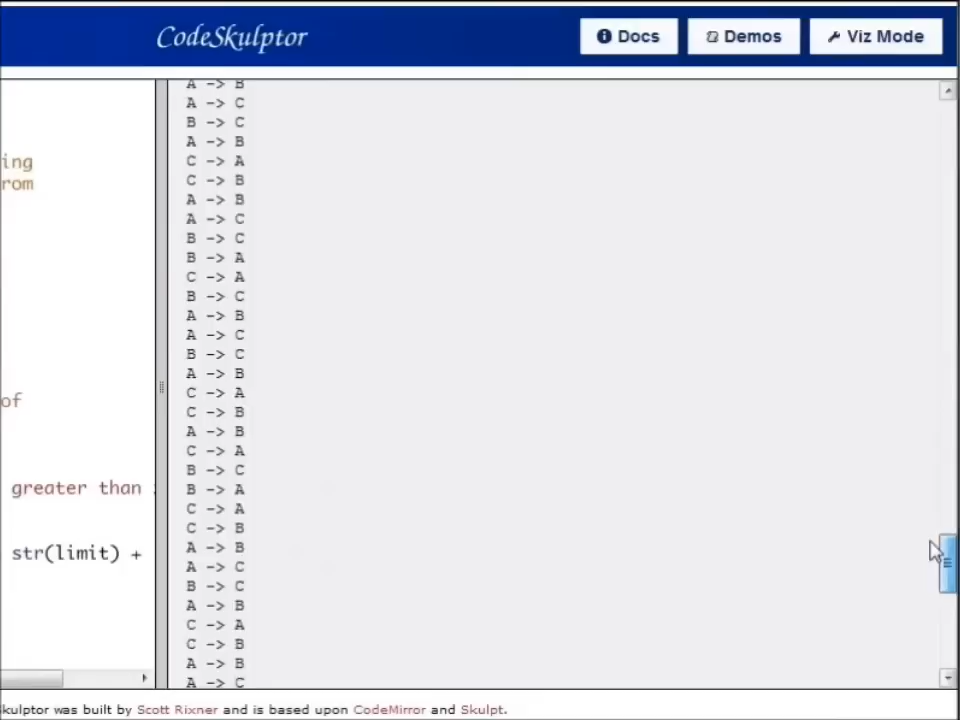 CodeSkulptor
Docs
Demos
Viz Mode
ing
rom
of
greater than
str(limit) +
A -> B
A -> C
B -> C
A -> B
C -> A
C -> B
A -> B
A -> C
B -> C
B -> A
C -> A
B -> C
A -> B
A -> C
B -> C
A -> B
C -> A
C -> B
A -> B
C -> A
B -> C
B -> A
C -> A
C -> B
A -> B
A -> C
B -> C
A -> B
C -> A
C -> B
A -> B
A -> C
Skulptor was built by Scott Rixner and is based upon CodeMirror and Skulpt.